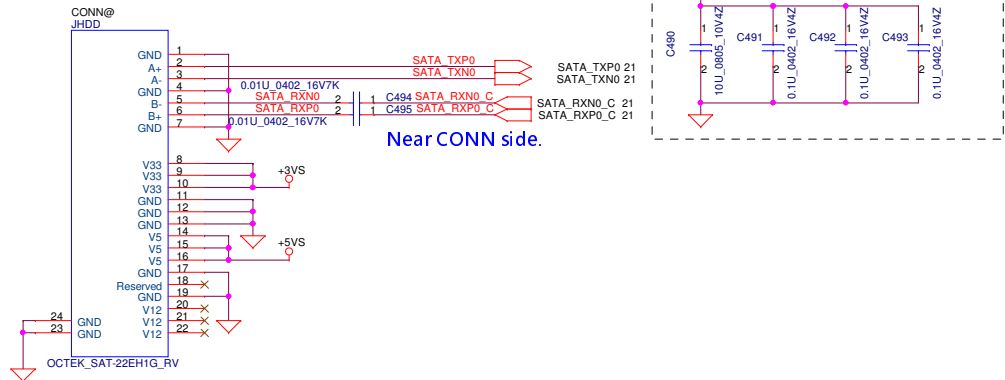 CONN@
JHDD
GND 1
A+ 2 SATA_TXP0 SATA_TXP0 21
A- 3 SATA_TXN0 SATA_TXN0 21
GND 4 0.01U_0402_16V7K
B- 5 SATA_RXN0 2 1 C494 SATA_RXN0_C SATA_RXN0_C 21
B+ 6 SATA_RXP0 2 1 C495 SATA_RXP0_C SATA_RXP0_C 21
GND 7 0.01U_0402_16V7K
Near CONN side.
V33 8
V33 9 +3VS
V33 10
GND 11
GND 12
GND 13
V5 14
V5 15 +5VS
V5 16
GND 17
Reserved 18
GND 19
V12 20
V12 21
V12 22
24 GND
23 GND
OCTEK_SAT-22EH1G_RV
C490 1 2 10U_0805_10V4Z
C491 1 2 0.1U_0402_16V4Z
C492 1 2 0.1U_0402_16V4Z
C493 1 2 0.1U_0402_16V4Z